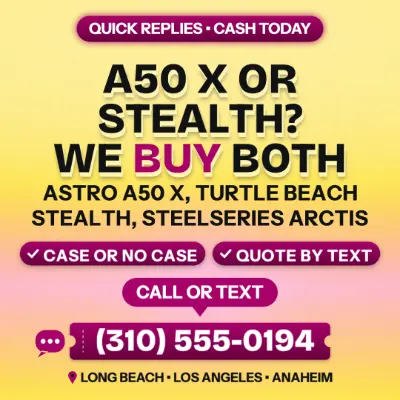 QUICK REPLIES • CASH TODAY
A50 X OR
STEALTH?
WE BUY BOTH
ASTRO A50 X, TURTLE BEACH
STEALTH, STEELSERIES ARCTIS
✓ CASE OR NO CASE ✓ QUOTE BY TEXT
CALL OR TEXT
(310) 555-0194
LONG BEACH • LOS ANGELES • ANAHEIM